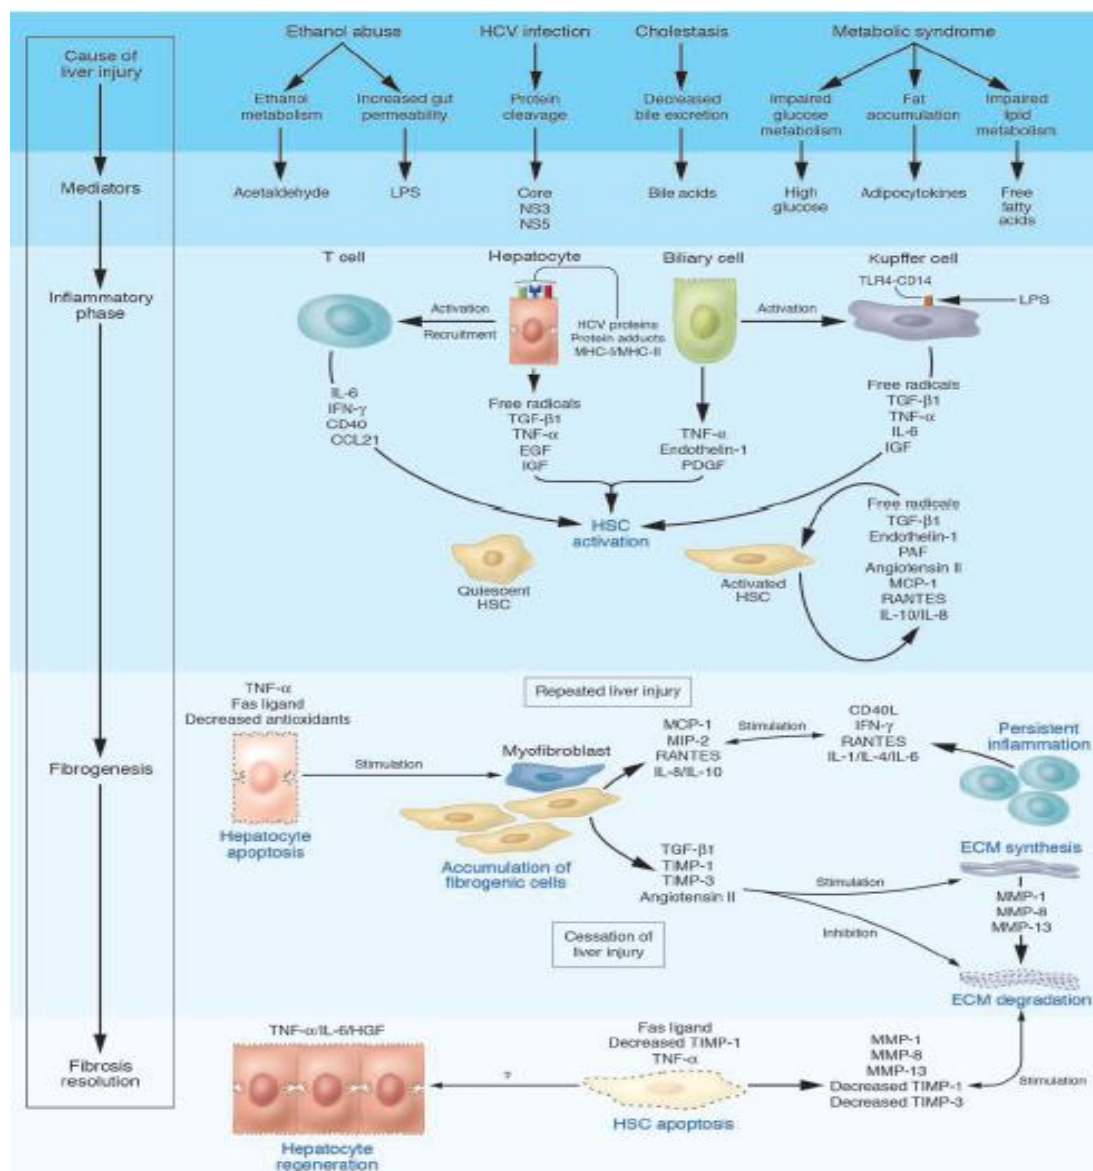 Cause of
liver injury
Mediators
Inflammatory
phase
Fibrogenesis
Fibrosis
resolution
Ethanol abuse
HCV infection
Cholestasis
Metabolic syndrome
Ethanol
metabolism
Increased gut
permeability
Protein
cleavage
Decreased
bile excretion
Impaired
glucose
metabolism
Fat
accumulation
Impaired
lipid
metabolism
Acetaldehyde
LPS
Core
NS3
NS5
Bile acids
High
glucose
Adipocytokines
Free
fatty
acids
T cell
Hepatocyte
Biliary cell
Kupffer cell
TLR4-CD14
LPS
Activation
Recruitment
HCV proteins
Protein adducts
MHC-I/MHC-II
Activation
IL-6
IFN-γ
CD40
CCL21
Free radicals
TGF-β1
TNF-α
EGF
IGF
TNF-α
Endothelin-1
PDGF
Free radicals
TGF-β1
TNF-α
IL-6
IGF
HSC
activation
Quiescent
HSC
Activated
HSC
Free radicals
TGF-β1
Endothelin-1
PAF
Angiotensin II
MCP-1
RANTES
IL-10/IL-8
TNF-α
Fas ligand
Decreased antioxidants
Repeated liver injury
Stimulation
Hepatocyte
apoptosis
Myofibroblast
Accumulation of
fibrogenic cells
MCP-1
MIP-2
RANTES
IL-8/IL-10
Stimulation
CD40L
IFN-γ
RANTES
IL-1/IL-4/IL-6
Persistent
inflammation
TGF-β1
TIMP-1
TIMP-3
Angiotensin II
Stimulation
Inhibition
ECM synthesis
MMP-1
MMP-8
MMP-13
ECM degradation
Cessation of
liver injury
TNF-α/IL-6/HGF
Hepatocyte
regeneration
?
Fas ligand
Decreased TIMP-1
TNF-α
HSC apoptosis
MMP-1
MMP-8
MMP-13
Decreased TIMP-1
Decreased TIMP-3
Stimulation